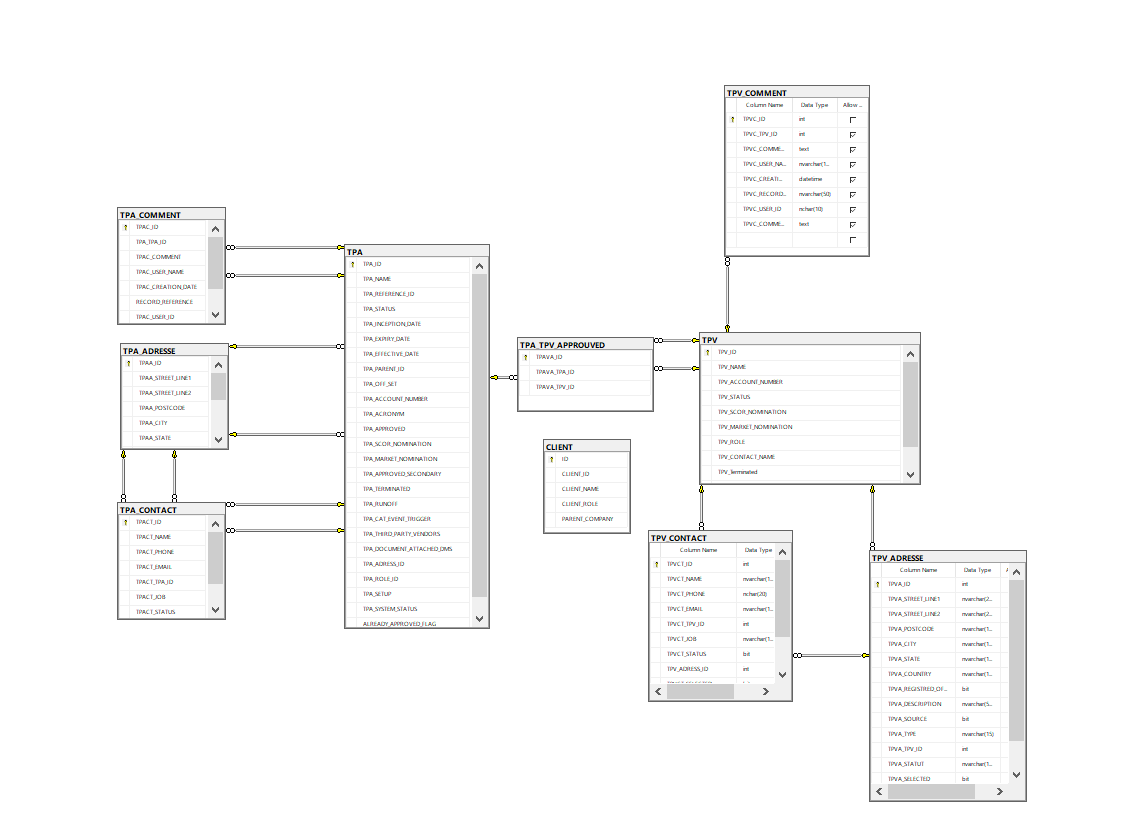 TPV_COMMENT
Column Name Data Type Allow ...
TPVC_ID int
TPVC_TPV_ID int
TPVC_COMME... text
TPVC_USER_NA... nvarchar(1...
TPVC_CREATI... datetime
TPVC_RECORD... nvarchar(50)
TPVC_USER_ID nchar(10)
TPVC_COMME... text
TPA_COMMENT
TPAC_ID
TPA_TPA_ID
TPAC_COMMENT
TPAC_USER_NAME
TPAC_CREATION_DATE
RECORD_REFERENCE
TPAC_USER_ID
TPA
TPA_ID
TPA_NAME
TPA_REFERENCE_ID
TPA_STATUS
TPA_INCEPTION_DATE
TPA_EXPIRY_DATE
TPA_EFFECTIVE_DATE
TPA_PARENT_ID
TPA_OFF_SET
TPA_ACCOUNT_NUMBER
TPA_ACRONYM
TPA_APPROVED
TPA_SCOR_NOMINATION
TPA_MARKET_NOMINATION
TPA_APPROVED_SECONDARY
TPA_TERMINATED
TPA_RUNOFF
TPA_CAT_EVENT_TRIGGER
TPA_THIRD_PARTY_VENDORS
TPA_DOCUMENT_ATTACHED_DMS
TPA_ADRESS_ID
TPA_ROLE_ID
TPA_SETUP
TPA_SYSTEM_STATUS
ALREADY_APPROVED_FLAG
TPA_ADRESSE
TPAA_ID
TPAA_STREET_LINE1
TPAA_STREET_LINE2
TPAA_POSTCODE
TPAA_CITY
TPAA_STATE
TPA_CONTACT
TPACT_ID
TPACT_NAME
TPACT_PHONE
TPACT_EMAIL
TPACT_TPA_ID
TPACT_JOB
TPACT_STATUS
TPA_TPV_APPROUVED
TPAVA_ID
TPAVA_TPA_ID
TPAVA_TPV_ID
CLIENT
ID
CLIENT_ID
CLIENT_NAME
CLIENT_ROLE
PARENT_COMPANY
TPV
TPV_ID
TPV_NAME
TPV_ACCOUNT_NUMBER
TPV_STATUS
TPV_SCOR_NOMINATION
TPV_MARKET_NOMINATION
TPV_ROLE
TPV_CONTACT_NAME
TPV_Terminated
TPV_CONTACT
Column Name Data Type
TPVCT_ID int
TPVCT_NAME nvarchar(1...
TPVCT_PHONE nchar(20)
TPVCT_EMAIL nvarchar(1...
TPVCT_TPV_ID int
TPVCT_JOB nvarchar(1...
TPVCT_STATUS bit
TPV_ADRESS_ID int
TPV_ADRESSE
Column Name Data Type
TPVA_ID int
TPVA_STREET_LINE1 nvarchar(2...
TPVA_STREET_LINE2 nvarchar(2...
TPVA_POSTCODE nvarchar(1...
TPVA_CITY nvarchar(1...
TPVA_STATE nvarchar(1...
TPVA_COUNTRY nvarchar(1...
TPVA_REGISTRED_OF... bit
TPVA_DESCRIPTION nvarchar(5...
TPVA_SOURCE bit
TPVA_TYPE nvarchar(15)
TPVA_TPV_ID int
TPVA_STATUT nvarchar(1...
TPVA_SELECTED bit